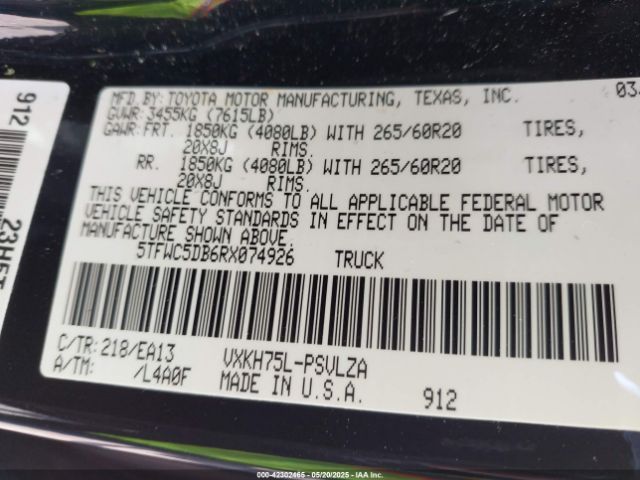 MFD.BY:TOYOTA MOTOR MANUFACTURING, TEXAS, INC. 03
GVWR: 3455KG (7615LB)
GAWR: FRT. 1850KG (4080LB) WITH 265/60R20 TIRES,
20X8J RIMS.
RR. 1850KG (4080LB) WITH 265/60R20 TIRES,
20X8J RIMS.
THIS VEHICLE CONFORMS TO ALL APPLICABLE FEDERAL MOTOR
VEHICLE SAFETY STANDARDS IN EFFECT ON THE DATE OF
MANUFACTURE SHOWN ABOVE.
5TFWC5DB6RX074926 TRUCK
C/TR:218/EA13 VXKH75L-PSVLZA
A/TM: /L4A0F MADE IN U.S.A.
912
912
000-42302465 - 05/20/2025 - IAA Inc.